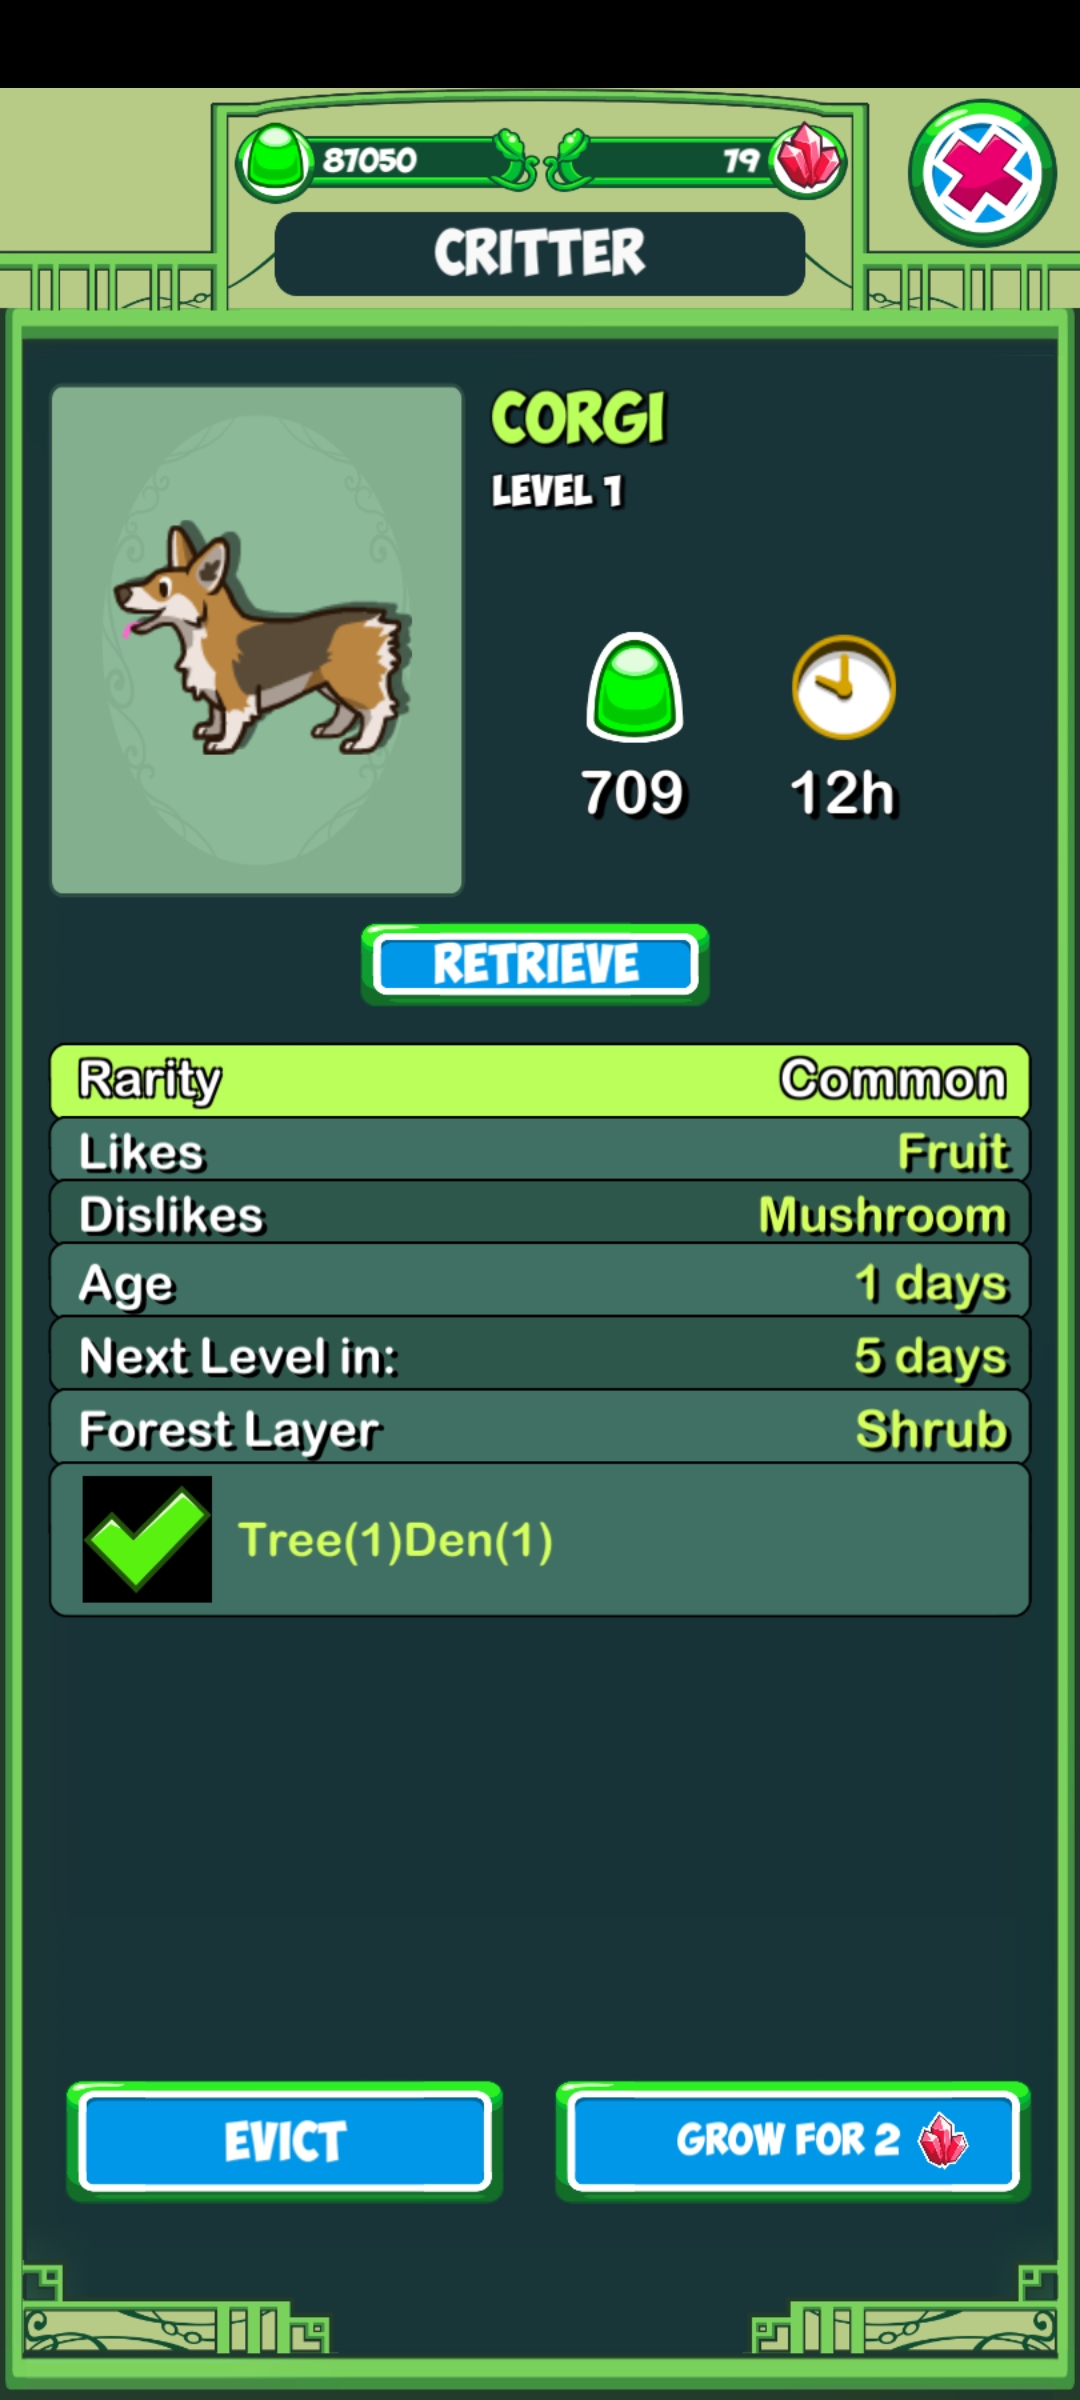 87050 79
CRITTER
CORGI
LEVEL 1
709 12h
RETRIEVE
Rarity Common
Likes Fruit
Dislikes Mushroom
Age 1 days
Next Level in: 5 days
Forest Layer Shrub
Tree(1)Den(1)
EVICT GROW FOR 2